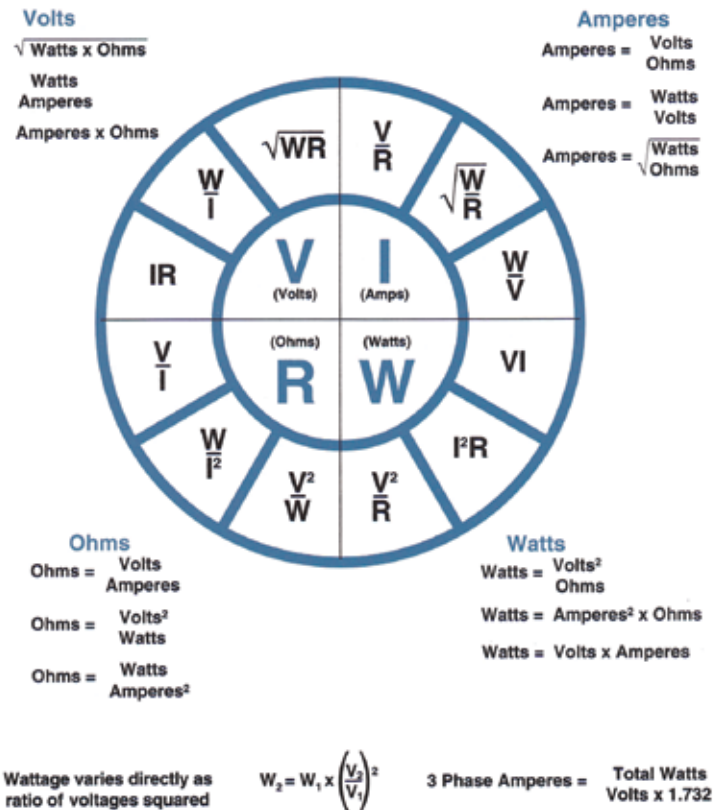 Volts
√Watts x Ohms
Watts
Amperes
Amperes x Ohms
Amperes
Amperes = Volts
Ohms
Amperes = Watts
Volts
Amperes = √Watts
Ohms
√WR
V
R
W
I
√W
R
IR
W
V
V
(Volts)
I
(Amps)
(Ohms)
R
(Watts)
W
V
I
VI
W
I²
I²R
V²
W
V²
R
Ohms
Ohms = Volts
Amperes
Ohms = Volts²
Watts
Ohms = Watts
Amperes²
Watts
Watts = Volts²
Ohms
Watts = Amperes² x Ohms
Watts = Volts x Amperes
Wattage varies directly as
ratio of voltages squared
W₂ = W₁ x (V₂
V₁)²
3 Phase Amperes = Total Watts
Volts x 1.732